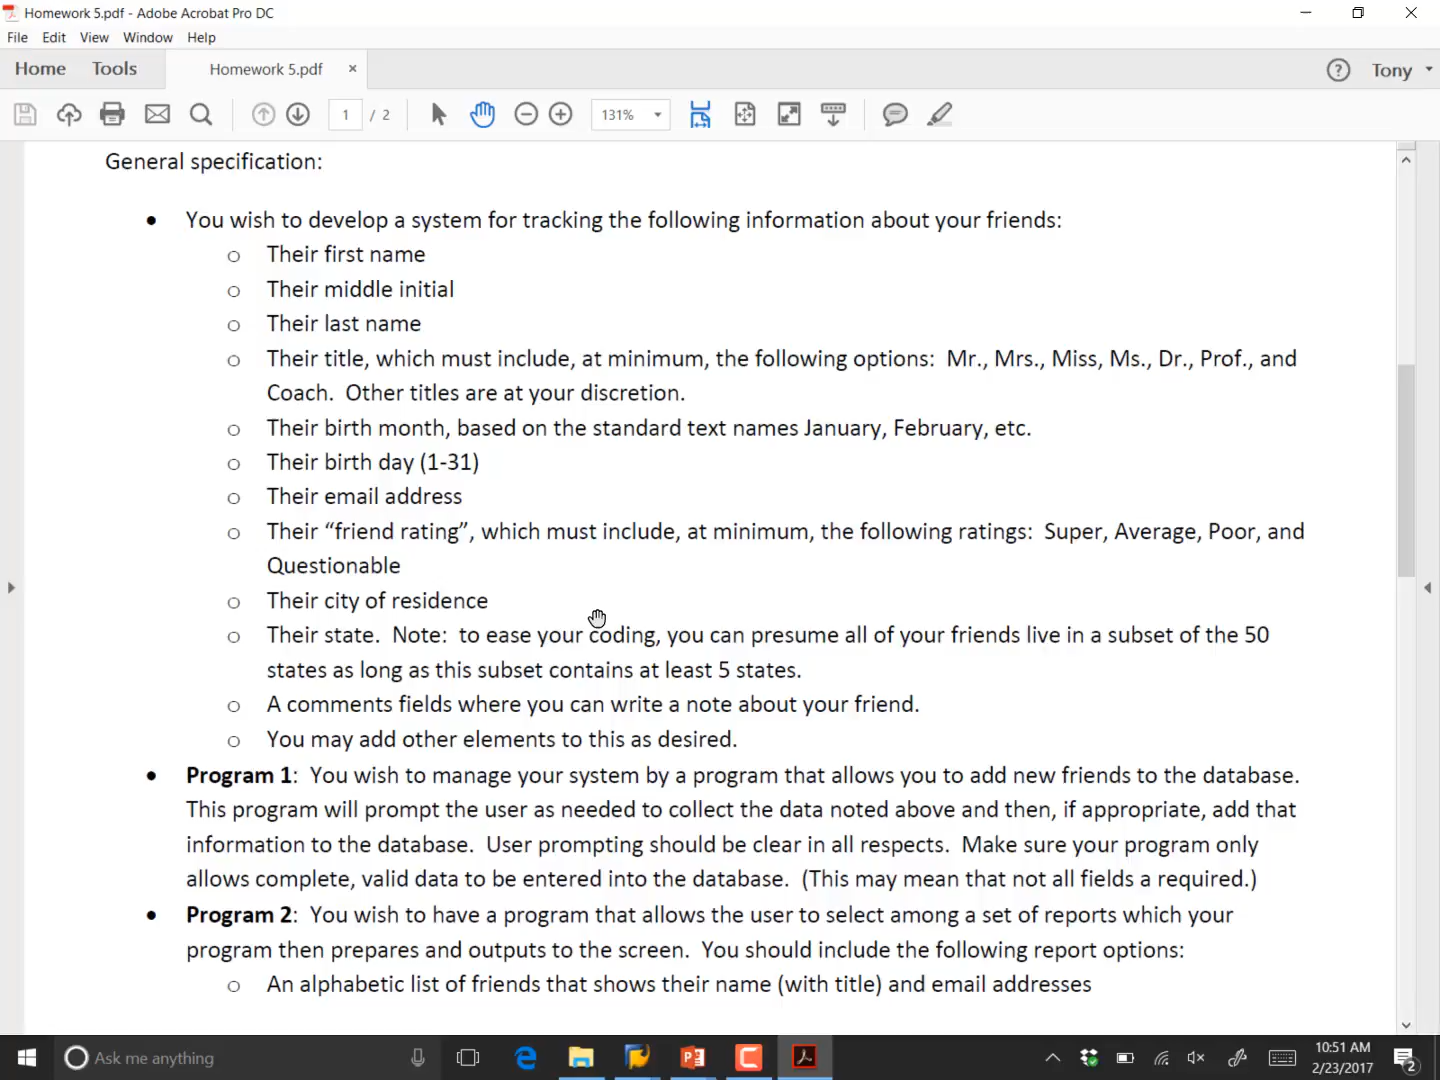 Homework 5.pdf - Adobe Acrobat Pro DC
File Edit View Window Help
Home Tools Homework 5.pdf × ? Tony
1 / 2 131%
General specification:
• You wish to develop a system for tracking the following information about your friends:
o Their first name
o Their middle initial
o Their last name
o Their title, which must include, at minimum, the following options: Mr., Mrs., Miss, Ms., Dr., Prof., and
Coach. Other titles are at your discretion.
o Their birth month, based on the standard text names January, February, etc.
o Their birth day (1-31)
o Their email address
o Their “friend rating”, which must include, at minimum, the following ratings: Super, Average, Poor, and
Questionable
o Their city of residence
o Their state. Note: to ease your coding, you can presume all of your friends live in a subset of the 50
states as long as this subset contains at least 5 states.
o A comments fields where you can write a note about your friend.
o You may add other elements to this as desired.
• Program 1: You wish to manage your system by a program that allows you to add new friends to the database.
This program will prompt the user as needed to collect the data noted above and then, if appropriate, add that
information to the database. User prompting should be clear in all respects. Make sure your program only
allows complete, valid data to be entered into the database. (This may mean that not all fields a required.)
• Program 2: You wish to have a program that allows the user to select among a set of reports which your
program then prepares and outputs to the screen. You should include the following report options:
o An alphabetic list of friends that shows their name (with title) and email addresses
Ask me anything
10:51 AM
2/23/2017
2